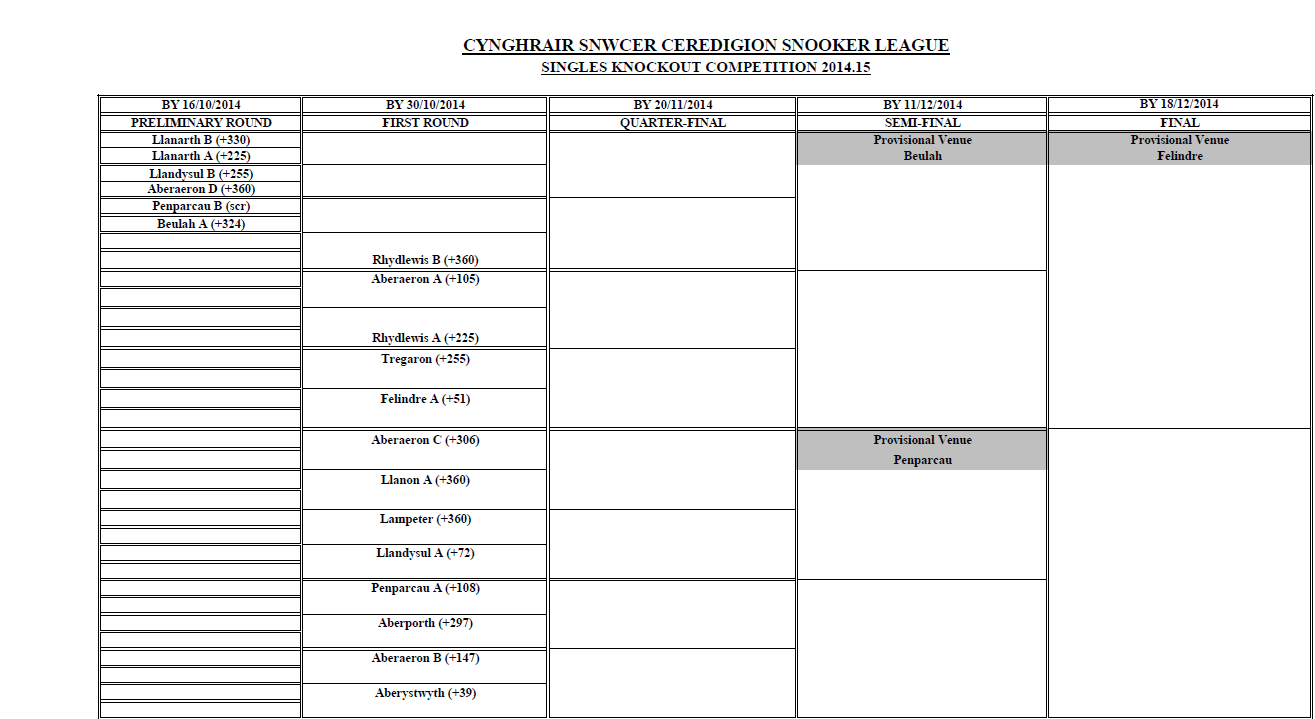 CYNGHRAIR SNWCER CEREDIGION SNOOKER LEAGUE
SINGLES KNOCKOUT COMPETITION 2014.15
BY 16/10/2014 BY 30/10/2014 BY 20/11/2014 BY 11/12/2014 BY 18/12/2014
PRELIMINARY ROUND FIRST ROUND QUARTER-FINAL SEMI-FINAL FINAL
Llanarth B (+330) Provisional Venue Provisional Venue
Llanarth A (+225) Beulah Felindre
Llandysul B (+255)
Aberaeron D (+360)
Penparcau B (scr)
Beulah A (+324)
Rhydlewis B (+360)
Aberaeron A (+105)
Rhydlewis A (+225)
Tregaron (+255)
Felindre A (+51)
Aberaeron C (+306) Provisional Venue
Penparcau
Llanon A (+360)
Lampeter (+360)
Llandysul A (+72)
Penparcau A (+108)
Aberporth (+297)
Aberaeron B (+147)
Aberystwyth (+39)